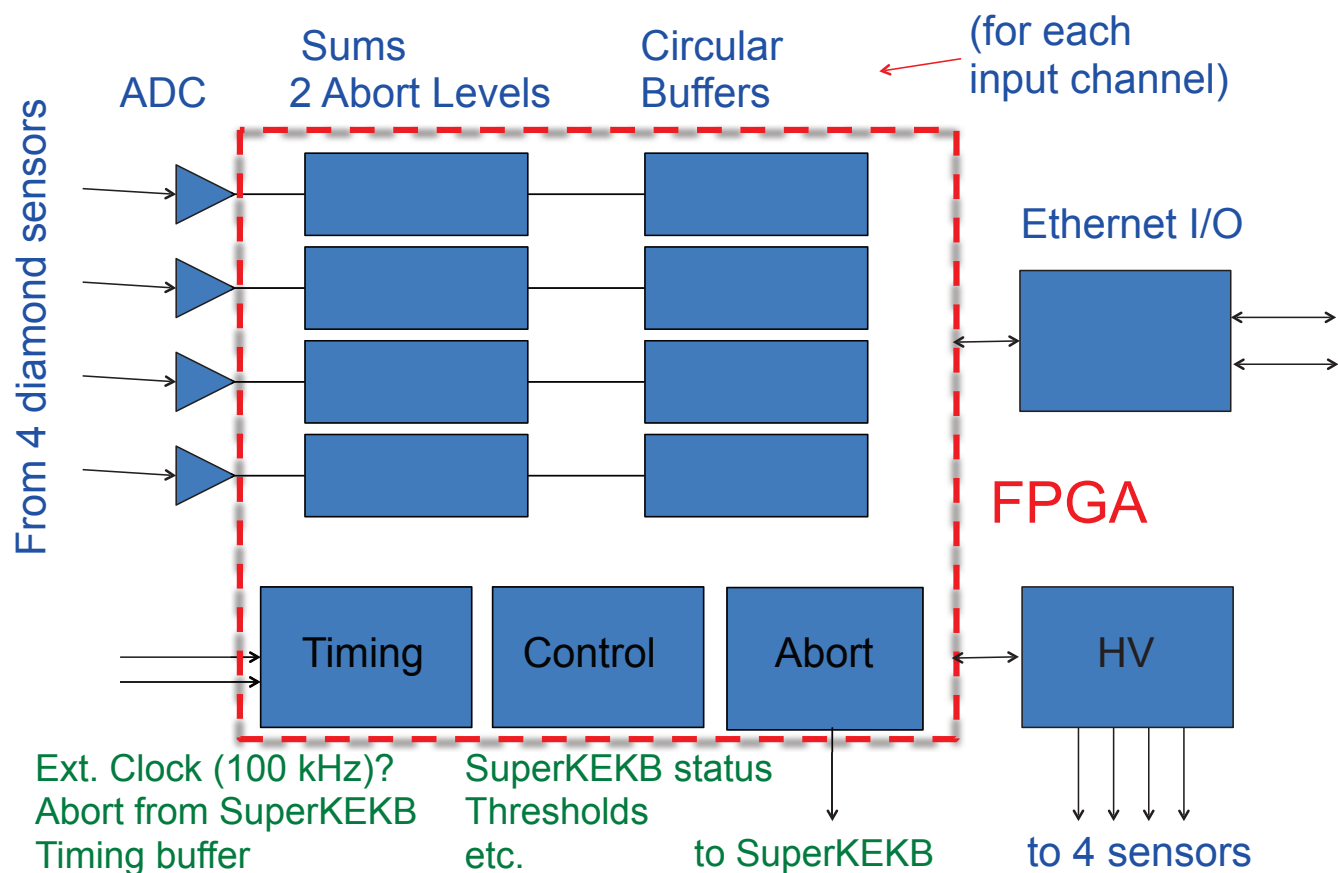 Sums
2 Abort Levels
Circular
Buffers
(for each
input channel)
ADC
From 4 diamond sensors
Ethernet I/O
FPGA
Timing
Control
Abort
HV
Ext. Clock (100 kHz)?
Abort from SuperKEKB
Timing buffer
SuperKEKB status
Thresholds
etc.
to SuperKEKB
to 4 sensors